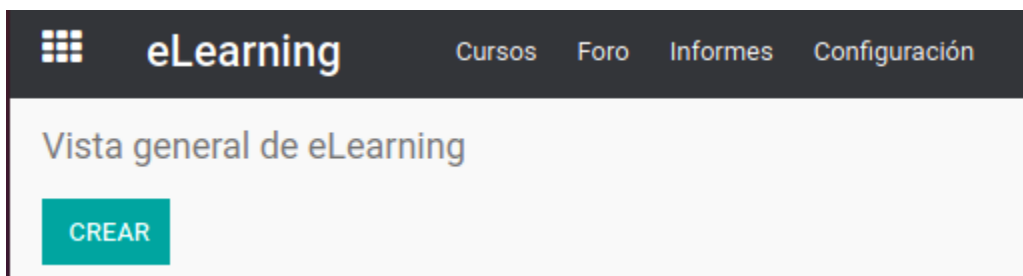 eLearning Cursos Foro Informes Configuración
Vista general de eLearning
CREAR